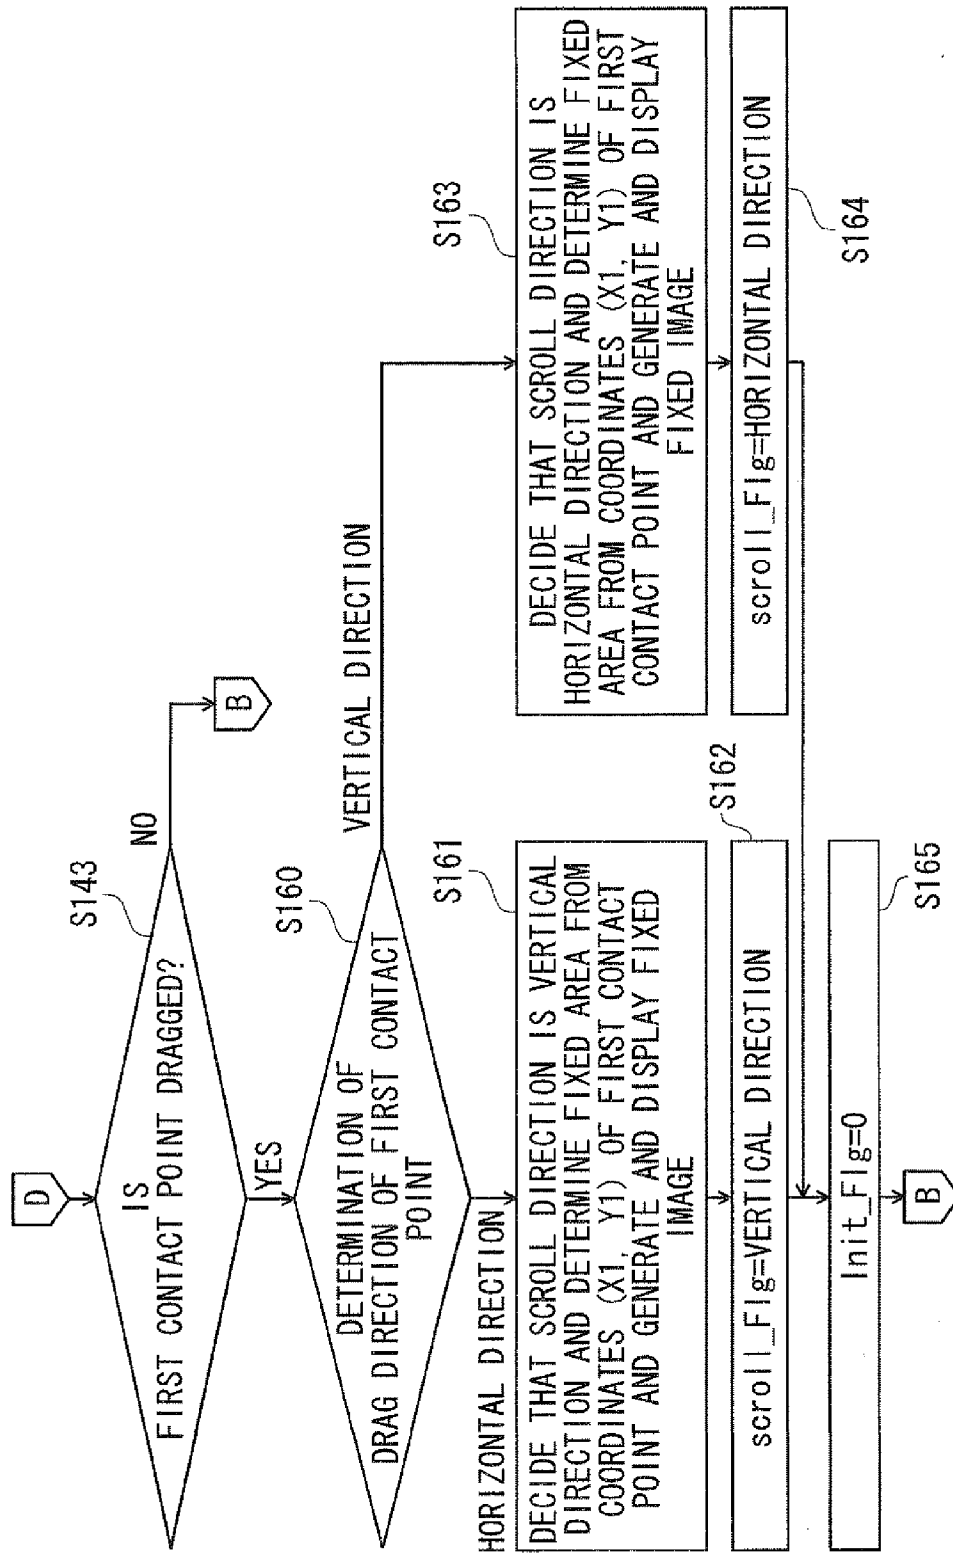 D
S143
IS
FIRST CONTACT POINT DRAGGED?
NO
B
YES
S160
DETERMINATION OF
DRAG DIRECTION OF FIRST CONTACT
POINT
VERTICAL DIRECTION
HORIZONTAL DIRECTION
S161
DECIDE THAT SCROLL DIRECTION IS VERTICAL
DIRECTION AND DETERMINE FIXED AREA FROM
COORDINATES (X1, Y1) OF FIRST CONTACT
POINT AND GENERATE AND DISPLAY FIXED
IMAGE
S163
DECIDE THAT SCROLL DIRECTION IS
HORIZONTAL DIRECTION AND DETERMINE FIXED
AREA FROM COORDINATES (X1, Y1) OF FIRST
CONTACT POINT AND GENERATE AND DISPLAY
FIXED IMAGE
S162
scroll_Flg=VERTICAL DIRECTION
scroll_Flg=HORIZONTAL DIRECTION
S164
Init_Flg=0
S165
B